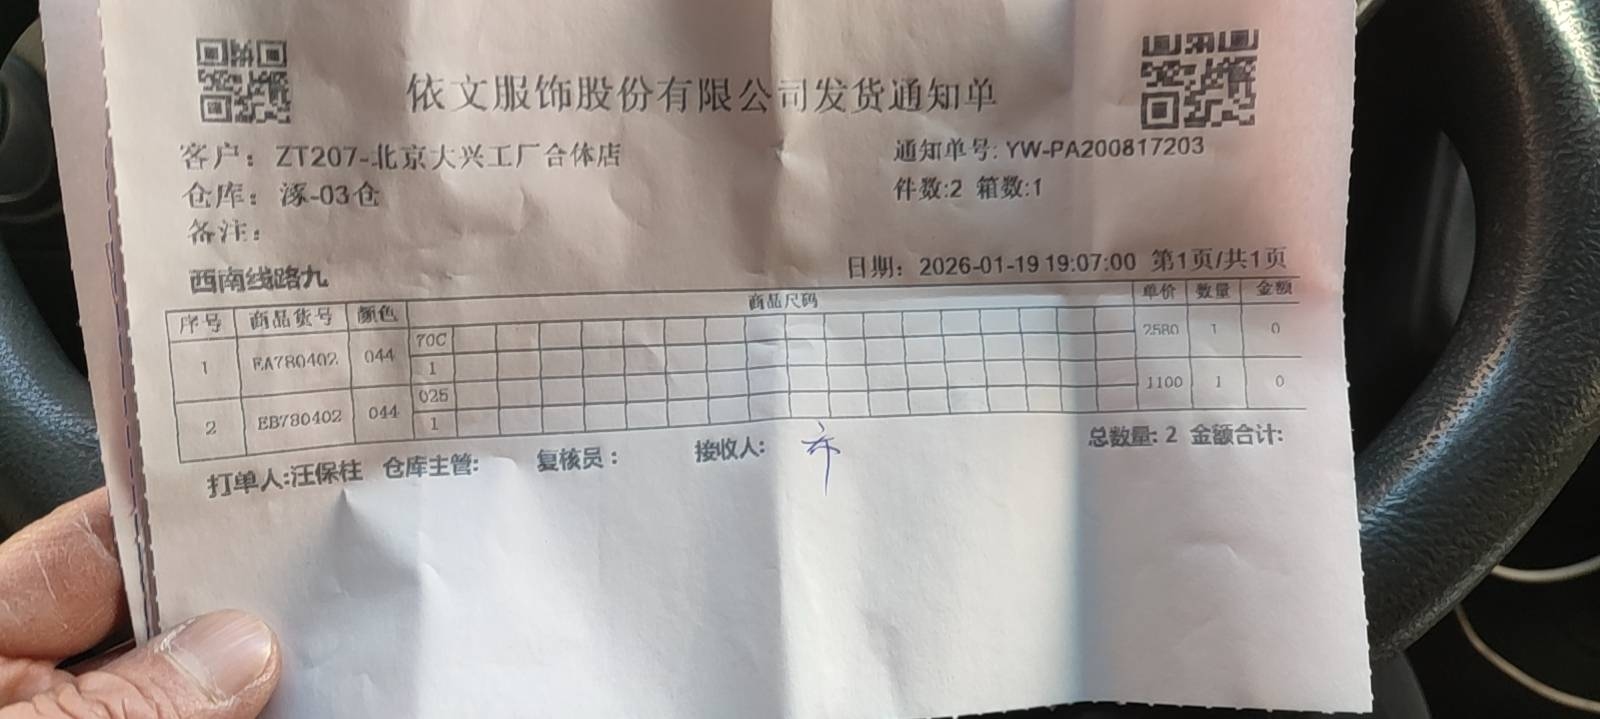 依文服饰股份有限公司发货通知单
客户：ZT207-北京大兴工厂合体店 通知单号: YW-PA200817203
仓库：涿-03仓 件数:2 箱数:1
备注：
西南线路九 日期：2026-01-19 19:07:00 第1页/共1页
序号 商品货号 颜色 商品尺码 单价 数量 金额
70C
1 EA780402 044 1 2580 1 0
025
2 EB780402 044 1 1100 1 0
打单人:汪保柱 仓库主管: 复核员： 接收人: 总数量: 2 金额合计: